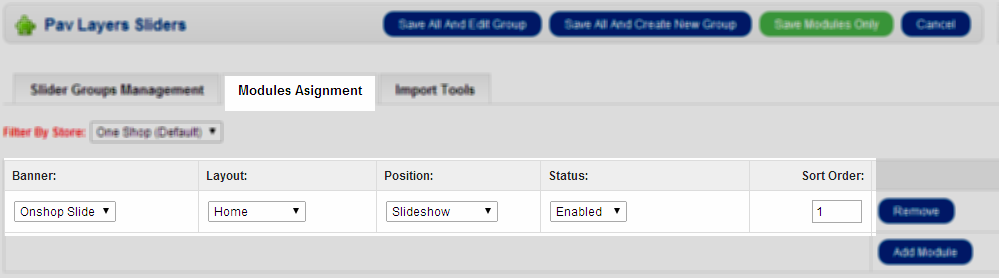 Pav Layers Sliders Save All And Edit Group Save All And Create New Group Save Modules Only Cancel
Slider Groups Management Modules Asignment Import Tools
Filter By Store: One Shop (Default)
Banner: Layout: Position: Status: Sort Order:
Onshop Slide Home Slideshow Enabled 1 Remove
Add Module